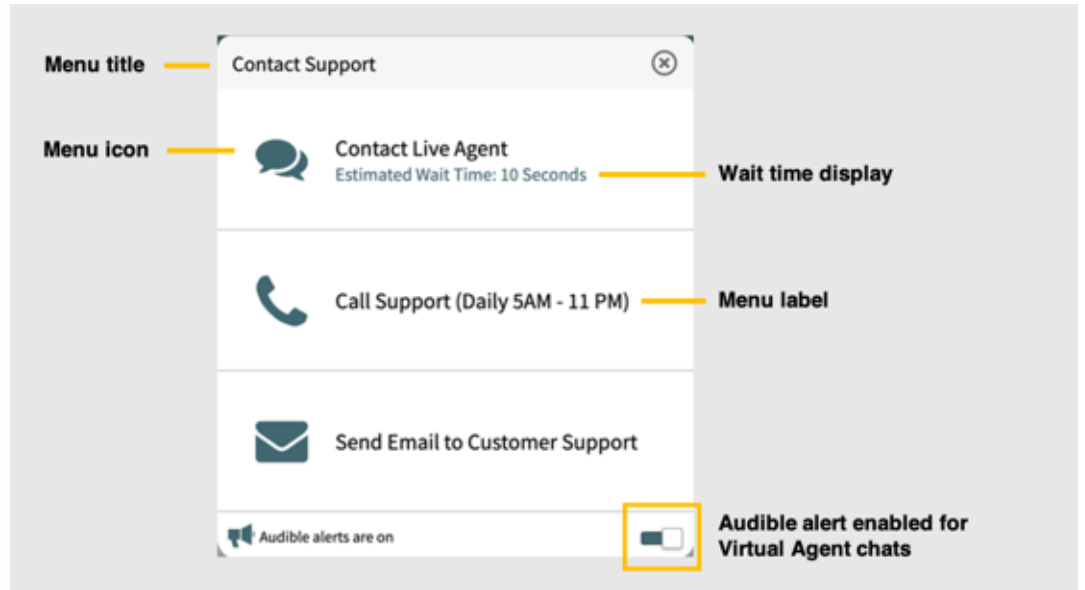 Menu title
Contact Support
Menu icon
Contact Live Agent
Estimated Wait Time: 10 Seconds
Wait time display
Call Support (Daily 5AM - 11 PM)
Menu label
Send Email to Customer Support
Audible alerts are on
Audible alert enabled for
Virtual Agent chats